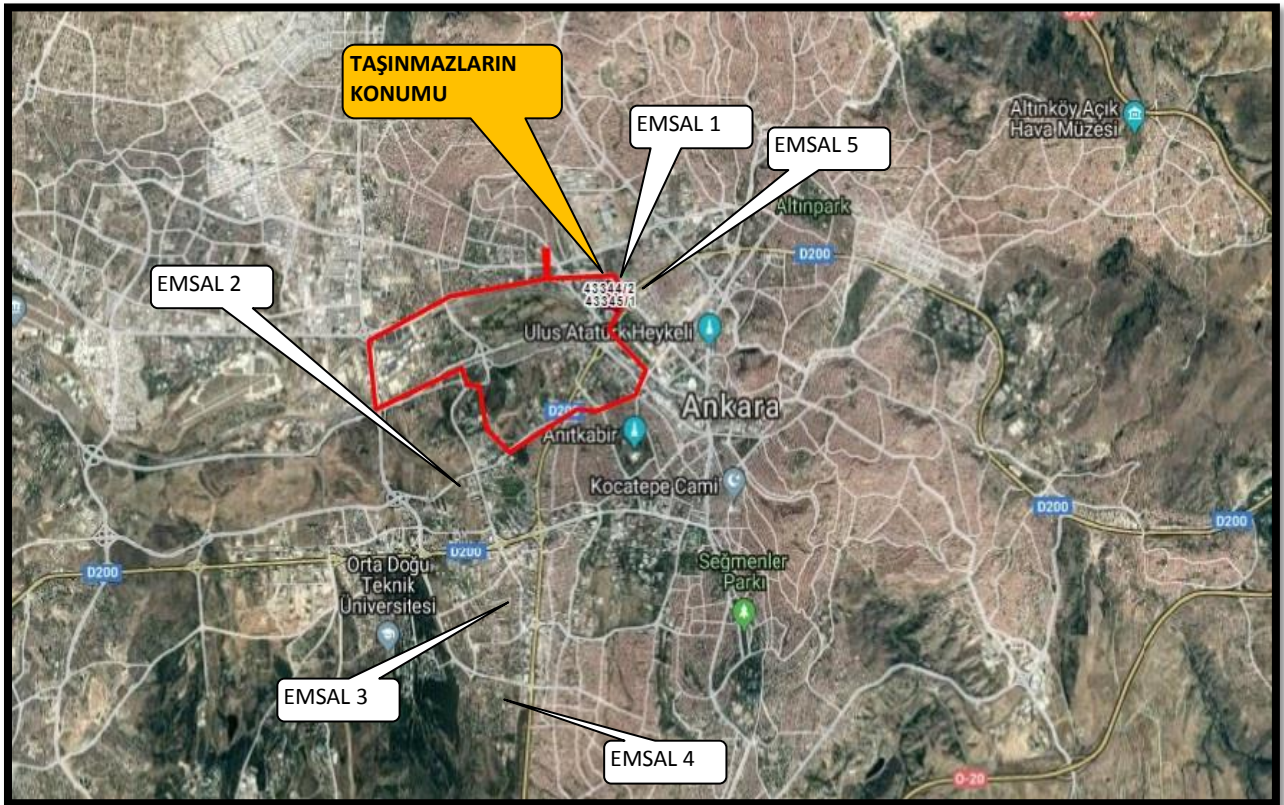 O-20
TAŞINMAZLARIN
KONUMU
EMSAL 1
Altınköy Açık
Hava Müzesi
EMSAL 5
Altınpark
D200
EMSAL 2
43344/2
43345/1
Ulus Atatürk Heykeli
Ankara
D200
Anıtkabir
Kocatepe Cami
D200
D200
D200
D200
Orta Doğu
Teknik
Üniversitesi
Seğmenler
Parkı
EMSAL 3
EMSAL 4
O-20